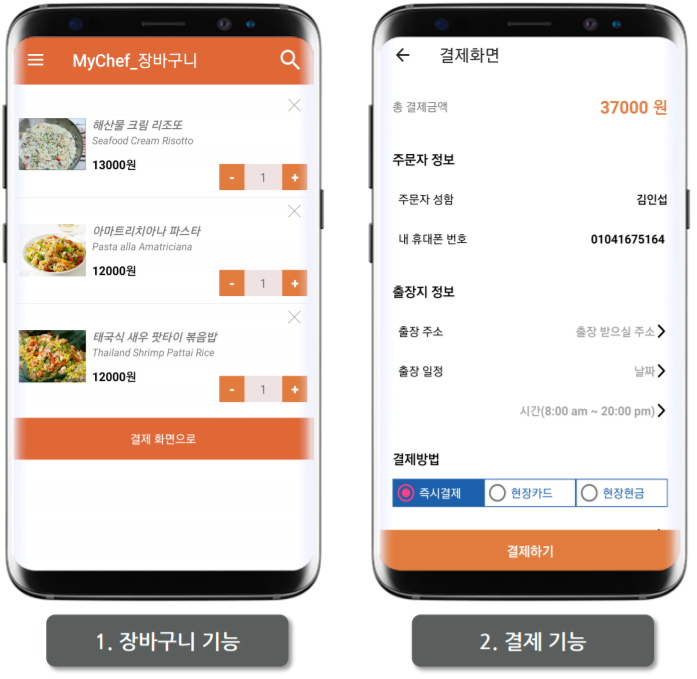 MyChef_장바구니
해산물 크림 리조또
Seafood Cream Risotto
13000원
- 1 +
아마트리치아나 파스타
Pasta alla Amatriciana
12000원
- 1 +
태국식 새우 팟타이 볶음밥
Thailand Shrimp Pattai Rice
12000원
- 1 +
결제 화면으로
1. 장바구니 기능
결제화면
총 결제금액 37000 원
주문자 정보
주문자 성함 김인섭
내 휴대폰 번호 01041675164
출장지 정보
출장 주소 출장 받으실 주소
출장 일정 날짜
시간(8:00 am ~ 20:00 pm)
결제방법
즉시결제 현장카드 현장현금
결제하기
2. 결제 기능